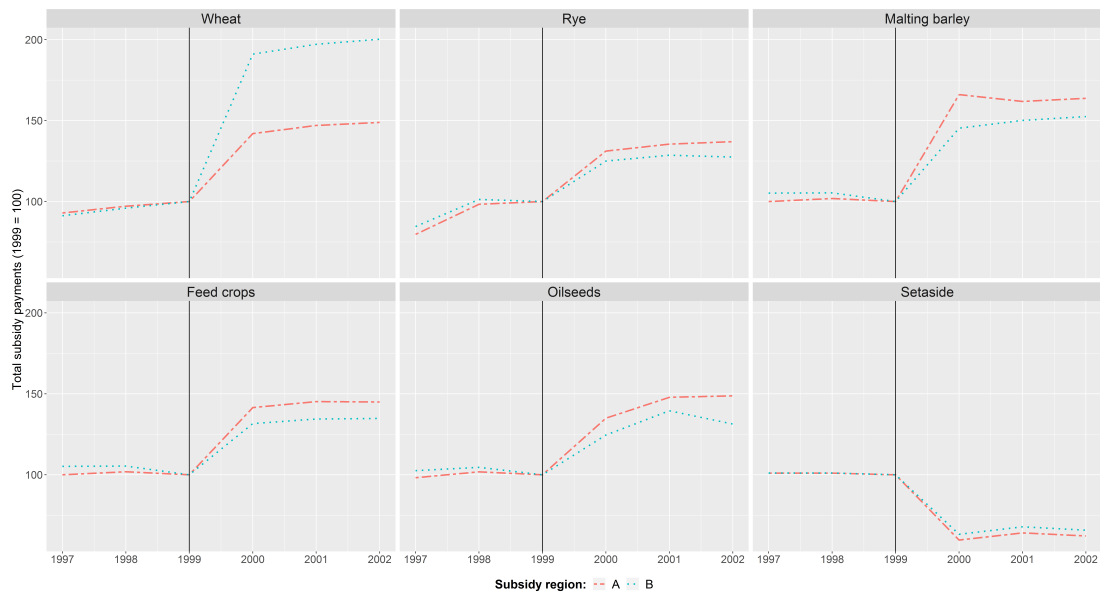 Wheat
Rye
Malting barley
200
150
100
Feed crops
Oilseeds
Setaside
200
150
100
Total subsidy payments (1999 = 100)
1997 1998 1999 2000 2001 2002
1997 1998 1999 2000 2001 2002
1997 1998 1999 2000 2001 2002
Subsidy region: A B